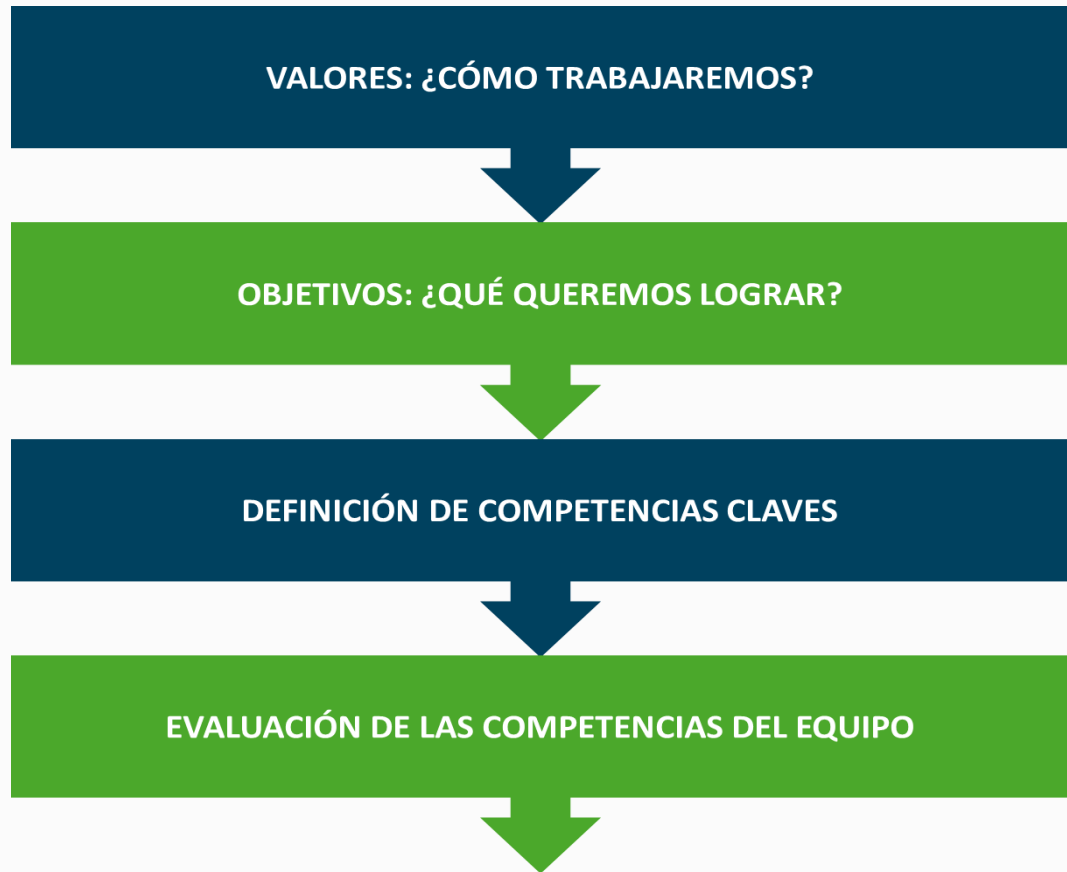 VALORES: ¿CÓMO TRABAJAREMOS?
OBJETIVOS: ¿QUÉ QUEREMOS LOGRAR?
DEFINICIÓN DE COMPETENCIAS CLAVES
EVALUACIÓN DE LAS COMPETENCIAS DEL EQUIPO